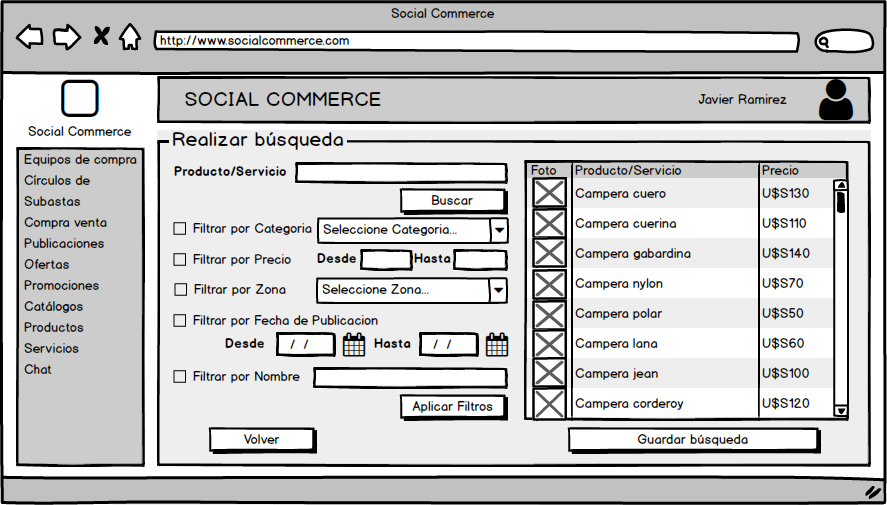 Social Commerce
http://www.socialcommerce.com
Social Commerce
SOCIAL COMMERCE
Javier Ramirez
Equipos de compra
Círculos de
Subastas
Compra venta
Publicaciones
Ofertas
Promociones
Catálogos
Productos
Servicios
Chat
Realizar búsqueda
Producto/Servicio
Buscar
Filtrar por Categoria Seleccione Categoria...
Filtrar por Precio Desde Hasta
Filtrar por Zona Seleccione Zona...
Filtrar por Fecha de Publicacion
Desde / / Hasta / /
Filtrar por Nombre
Aplicar Filtros
Volver
Foto Producto/Servicio Precio
Campera cuero U$S130
Campera cuerina U$S110
Campera gabardina U$S140
Campera nylon U$S70
Campera polar U$S50
Campera lana U$S60
Campera jean U$S100
Campera corderoy U$S120
Guardar búsqueda